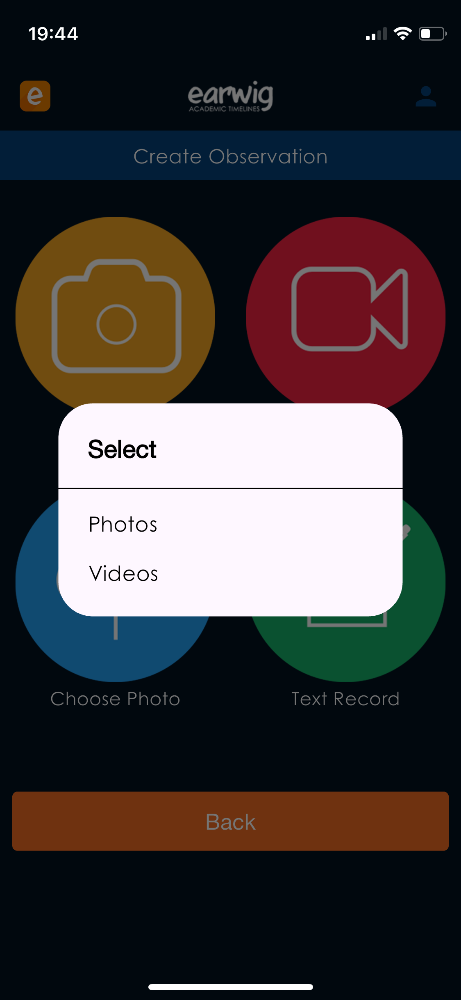 19:44
e
earwig
ACADEMIC TIMELINES
Create Observation
Select
Photos
Videos
Choose Photo
Text Record
Back